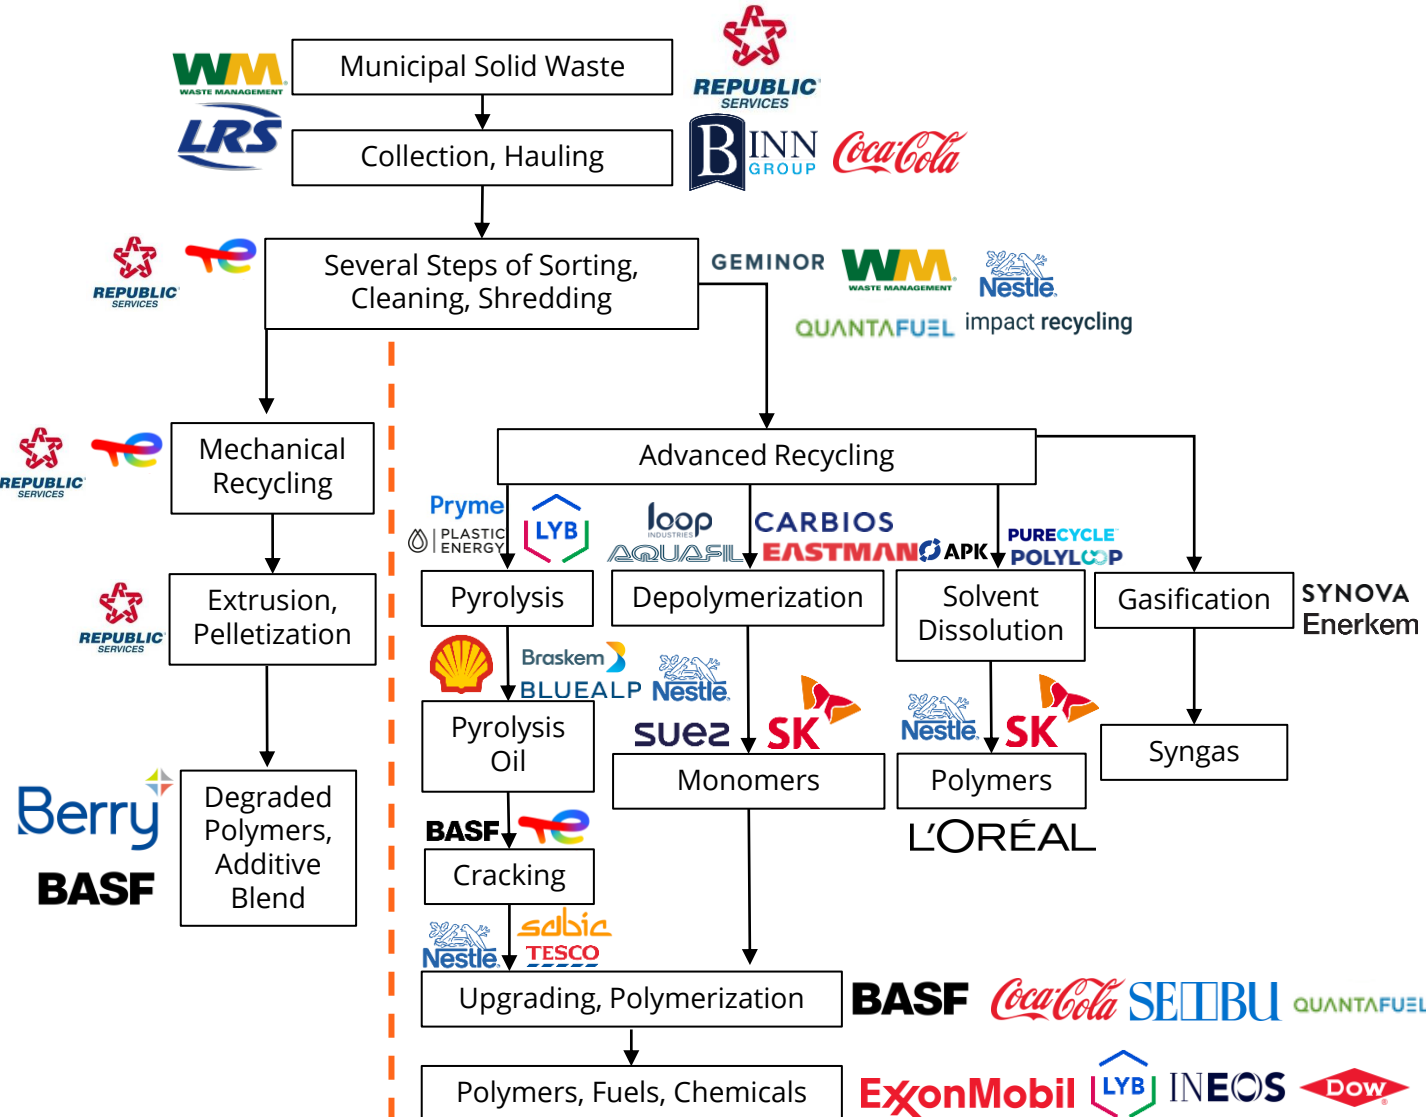 Municipal Solid Waste
WM
WASTE MANAGEMENT
REPUBLIC
SERVICES
LRS
Collection, Hauling
B INN
GROUP
Coca-Cola
REPUBLIC
SERVICES
Several Steps of Sorting,
Cleaning, Shredding
GEMINOR
WM
WASTE MANAGEMENT
Nestlé
QUANTAFUEL
impact recycling
REPUBLIC
SERVICES
Mechanical
Recycling
Advanced Recycling
Pryme
PLASTIC
ENERGY
LYB
loop
INDUSTRIES
AQUAFIL
CARBIOS
EASTMAN
APK
PURECYCLE
POLYLOOP
REPUBLIC
SERVICES
Extrusion,
Pelletization
Pyrolysis
Depolymerization
Solvent
Dissolution
Gasification
SYNOVA
Enerkem
Braskem
BLUEALP
Nestlé
suez
SK
Nestlé
SK
Pyrolysis
Oil
Monomers
Polymers
Syngas
L'ORÉAL
Berry
BASF
Degraded
Polymers,
Additive
Blend
BASF
Cracking
Nestlé
sabic
TESCO
Upgrading, Polymerization
BASF
Coca-Cola
QUANTAFUEL
Polymers, Fuels, Chemicals
ExxonMobil
LYB
INEOS
DOW